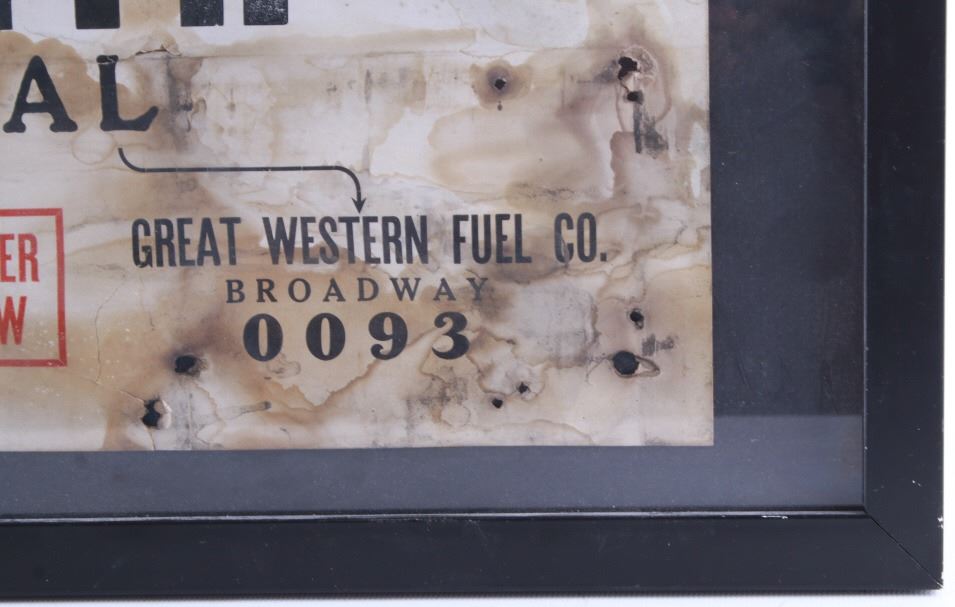 AL
ER
W
GREAT WESTERN FUEL CO.
BROADWAY
0093